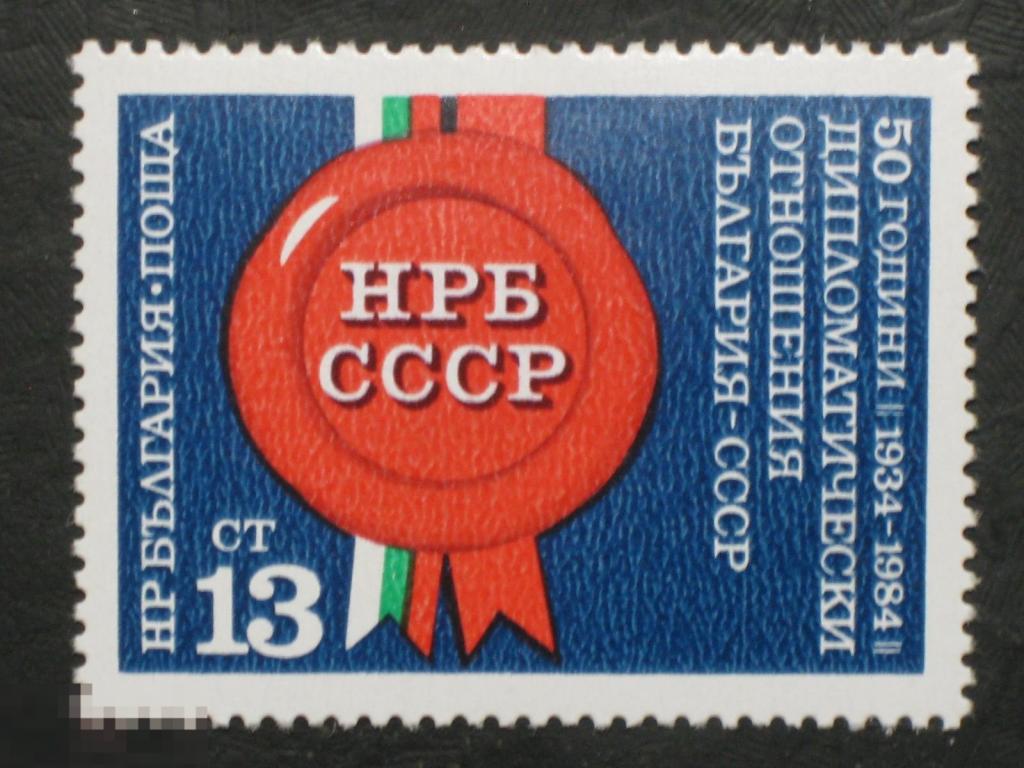 НР БЪЛГАРИЯ•ПОЩА
НРБ
СССР
СТ
13
50 ГОДИНИ || 1934-1984 ||
ДИПЛОМАТИЧЕСКИ
ОТНОШЕНИЯ
БЪЛГАРИЯ-СССР